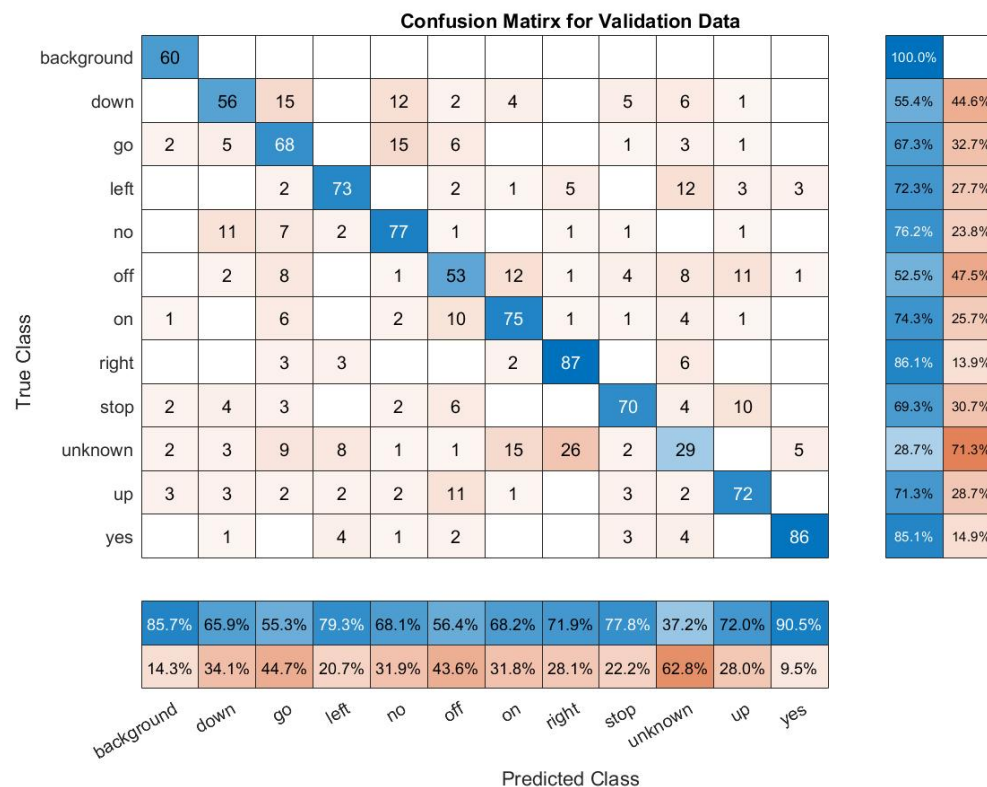 Confusion Matirx for Validation Data
background 60 100.0%
down 56 15 12 2 4 5 6 1 55.4% 44.6%
go 2 5 68 15 6 1 3 1 67.3% 32.7%
left 2 73 2 1 5 12 3 3 72.3% 27.7%
no 11 7 2 77 1 1 1 1 76.2% 23.8%
off 2 8 1 53 12 1 4 8 11 1 52.5% 47.5%
on 1 6 2 10 75 1 1 4 1 74.3% 25.7%
right 3 3 2 87 6 86.1% 13.9%
stop 2 4 3 2 6 70 4 10 69.3% 30.7%
unknown 2 3 9 8 1 1 15 26 2 29 5 28.7% 71.3%
up 3 3 2 2 2 11 1 3 2 72 71.3% 28.7%
yes 1 4 1 2 3 4 86 85.1% 14.9%
True Class
85.7% 65.9% 55.3% 79.3% 68.1% 56.4% 68.2% 71.9% 77.8% 37.2% 72.0% 90.5%
14.3% 34.1% 44.7% 20.7% 31.9% 43.6% 31.8% 28.1% 22.2% 62.8% 28.0% 9.5%
background down go left no off on right stop unknown up yes
Predicted Class